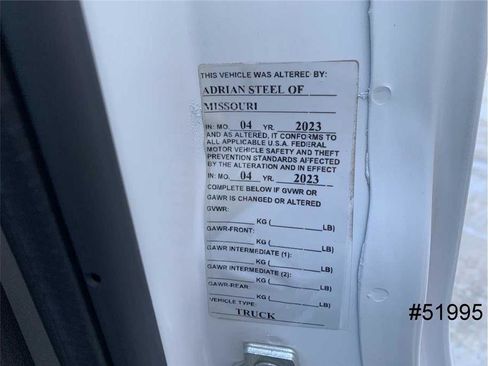 THIS VEHICLE WAS ALTERED BY:
ADRIAN STEEL OF
MISSOURI
IN: MO. 04 YR. 2023
AND AS ALTERED, IT CONFORMS TO
ALL APPLICABLE U.S.A. FEDERAL
MOTOR VEHICLE SAFETY AND THEFT
PREVENTION STANDARDS AFFECTED
BY THE ALTERATION AND IN EFFECT
IN: MO. 04 YR. 2023
COMPLETE BELOW IF GVWR OR
GAWR IS CHANGED OR ALTERED
GVWR:
KG ( LB)
GAWR-FRONT:
KG ( LB)
GAWR INTERMEDIATE (1):
KG ( LB)
GAWR INTERMEDIATE (2):
KG ( LB)
GAWR-REAR:
KG ( LB)
VEHICLE TYPE:
TRUCK
#51995